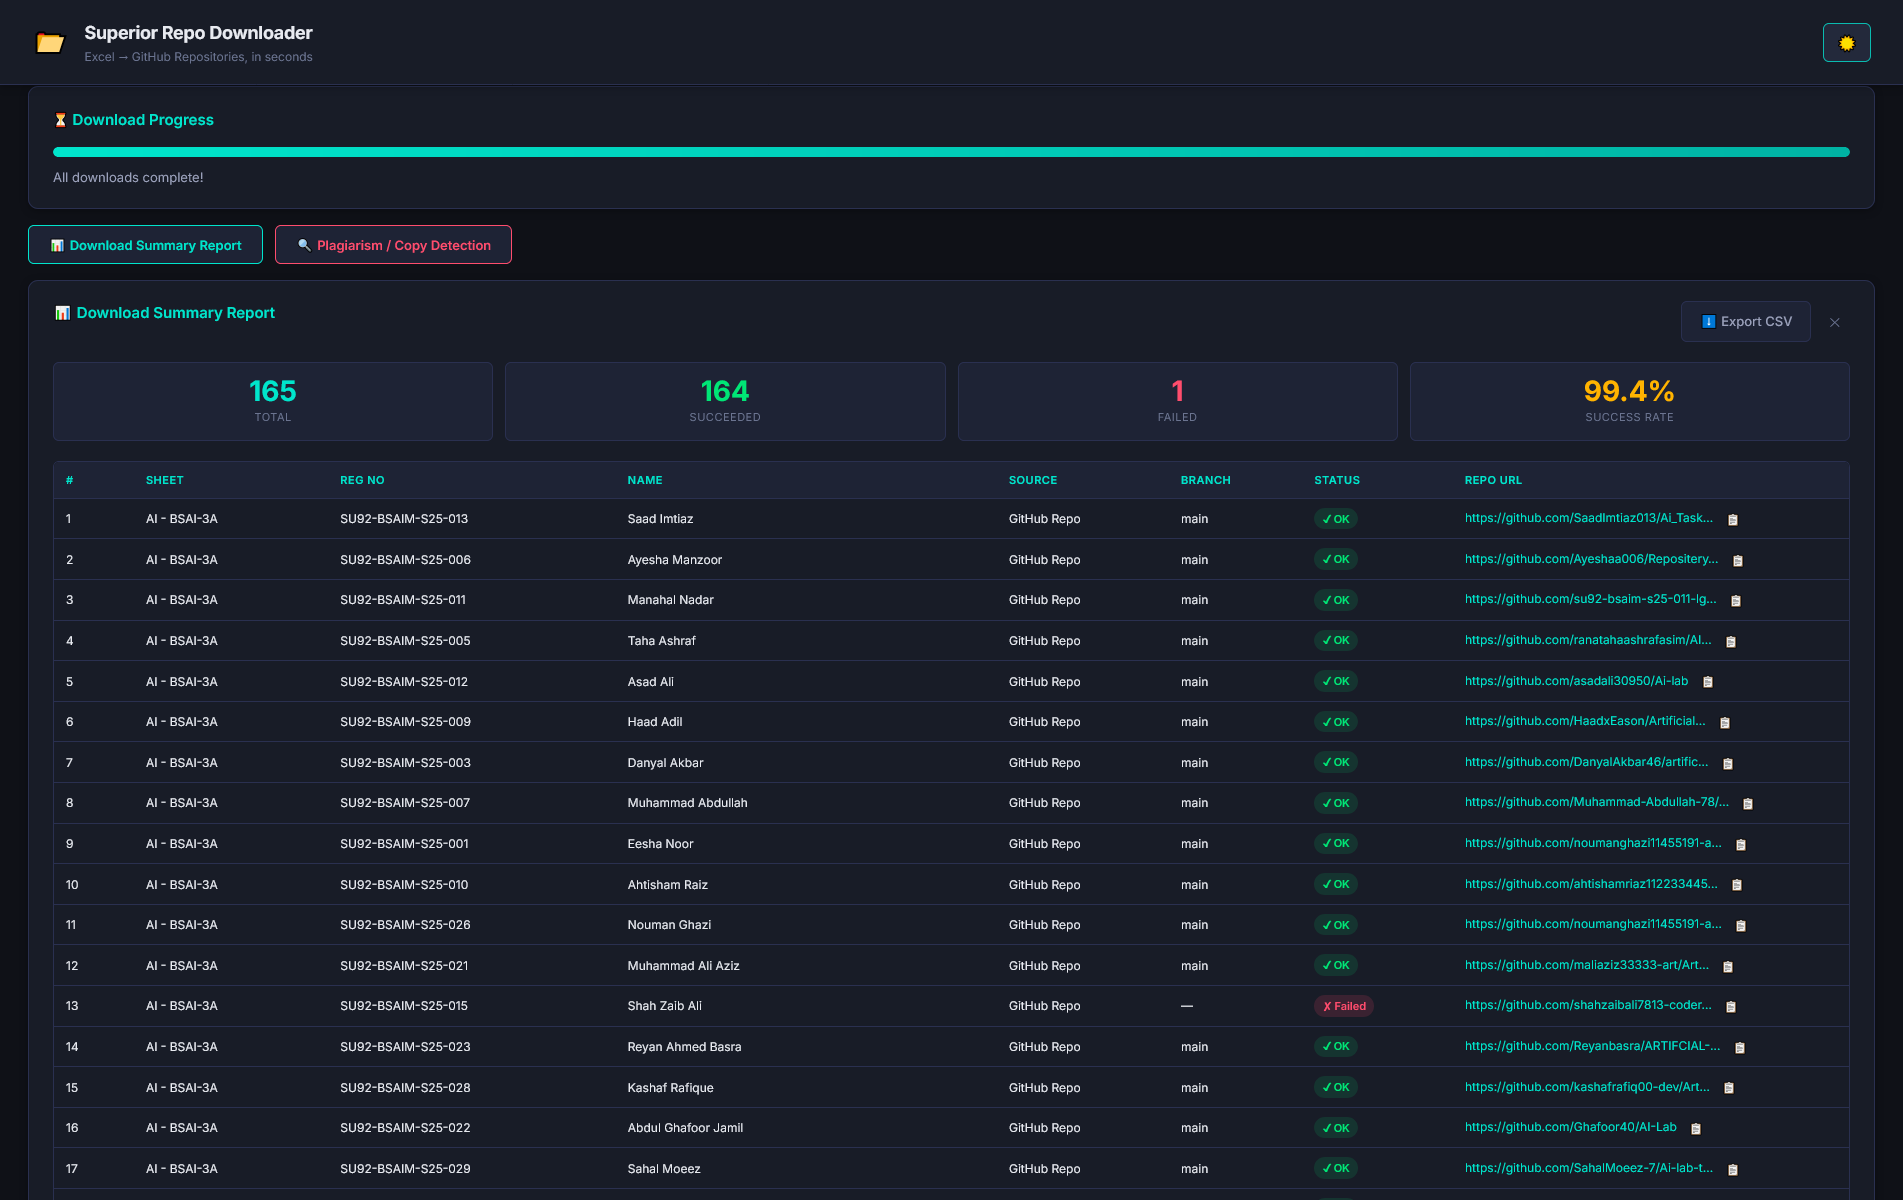 Superior Repo Downloader
Excel → GitHub Repositories, in seconds
Download Progress
All downloads complete!
Download Summary Report
Plagiarism / Copy Detection
Download Summary Report
Export CSV
165
TOTAL
164
SUCCEEDED
1
FAILED
99.4%
SUCCESS RATE
# SHEET REG NO NAME SOURCE BRANCH STATUS REPO URL
1 AI - BSAI-3A SU92-BSAIM-S25-013 Saad Imtiaz GitHub Repo main ✓ OK https://github.com/SaadImtiaz013/Ai_Task...
2 AI - BSAI-3A SU92-BSAIM-S25-006 Ayesha Manzoor GitHub Repo main ✓ OK https://github.com/Ayeshaa006/Repositery...
3 AI - BSAI-3A SU92-BSAIM-S25-011 Manahal Nadar GitHub Repo main ✓ OK https://github.com/su92-bsaim-s25-011-lg...
4 AI - BSAI-3A SU92-BSAIM-S25-005 Taha Ashraf GitHub Repo main ✓ OK https://github.com/ranatahaashrafasim/AI...
5 AI - BSAI-3A SU92-BSAIM-S25-012 Asad Ali GitHub Repo main ✓ OK https://github.com/asadali30950/Ai-lab
6 AI - BSAI-3A SU92-BSAIM-S25-009 Haad Adil GitHub Repo main ✓ OK https://github.com/HaadxEason/Artificial...
7 AI - BSAI-3A SU92-BSAIM-S25-003 Danyal Akbar GitHub Repo main ✓ OK https://github.com/DanyalAkbar46/artific...
8 AI - BSAI-3A SU92-BSAIM-S25-007 Muhammad Abdullah GitHub Repo main ✓ OK https://github.com/Muhammad-Abdullah-78/...
9 AI - BSAI-3A SU92-BSAIM-S25-001 Eesha Noor GitHub Repo main ✓ OK https://github.com/noumanghazi11455191-a...
10 AI - BSAI-3A SU92-BSAIM-S25-010 Ahtisham Raiz GitHub Repo main ✓ OK https://github.com/ahtishamriaz112233445...
11 AI - BSAI-3A SU92-BSAIM-S25-026 Nouman Ghazi GitHub Repo main ✓ OK https://github.com/noumanghazi11455191-a...
12 AI - BSAI-3A SU92-BSAIM-S25-021 Muhammad Ali Aziz GitHub Repo main ✓ OK https://github.com/maliaziz33333-art/Art...
13 AI - BSAI-3A SU92-BSAIM-S25-015 Shah Zaib Ali GitHub Repo — ✗ Failed https://github.com/shahzaibali7813-coder...
14 AI - BSAI-3A SU92-BSAIM-S25-023 Reyan Ahmed Basra GitHub Repo main ✓ OK https://github.com/Reyanbasra/ARTIFCIAL-...
15 AI - BSAI-3A SU92-BSAIM-S25-028 Kashaf Rafique GitHub Repo main ✓ OK https://github.com/kashafrafiq00-dev/Art...
16 AI - BSAI-3A SU92-BSAIM-S25-022 Abdul Ghafoor Jamil GitHub Repo main ✓ OK https://github.com/Ghafoor40/AI-Lab
17 AI - BSAI-3A SU92-BSAIM-S25-029 Sahal Moeez GitHub Repo main ✓ OK https://github.com/SahalMoeez-7/Ai-lab-t...